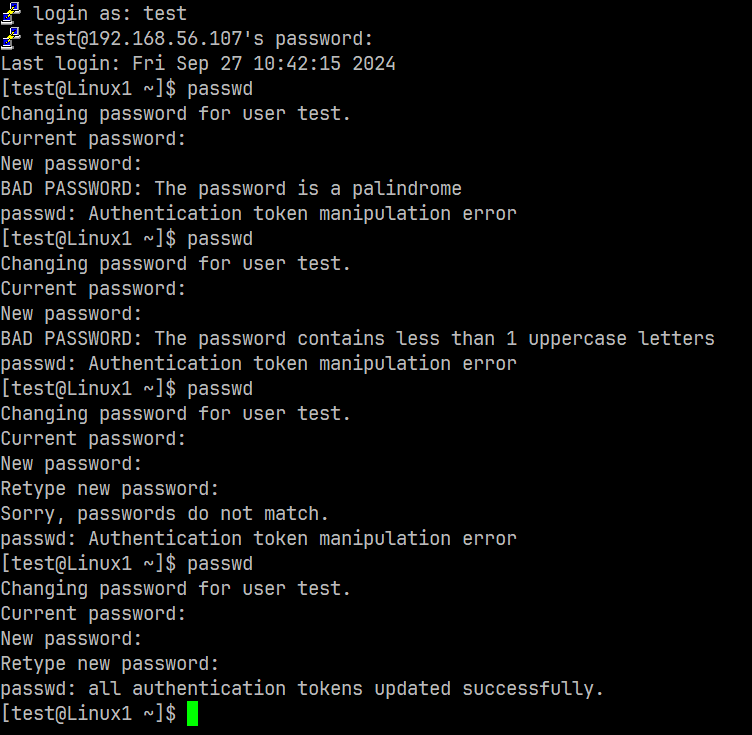 login as: test
test@192.168.56.107's password:
Last login: Fri Sep 27 10:42:15 2024
[test@Linux1 ~]$ passwd
Changing password for user test.
Current password:
New password:
BAD PASSWORD: The password is a palindrome
passwd: Authentication token manipulation error
[test@Linux1 ~]$ passwd
Changing password for user test.
Current password:
New password:
BAD PASSWORD: The password contains less than 1 uppercase letters
passwd: Authentication token manipulation error
[test@Linux1 ~]$ passwd
Changing password for user test.
Current password:
New password:
Retype new password:
Sorry, passwords do not match.
passwd: Authentication token manipulation error
[test@Linux1 ~]$ passwd
Changing password for user test.
Current password:
New password:
Retype new password:
passwd: all authentication tokens updated successfully.
[test@Linux1 ~]$